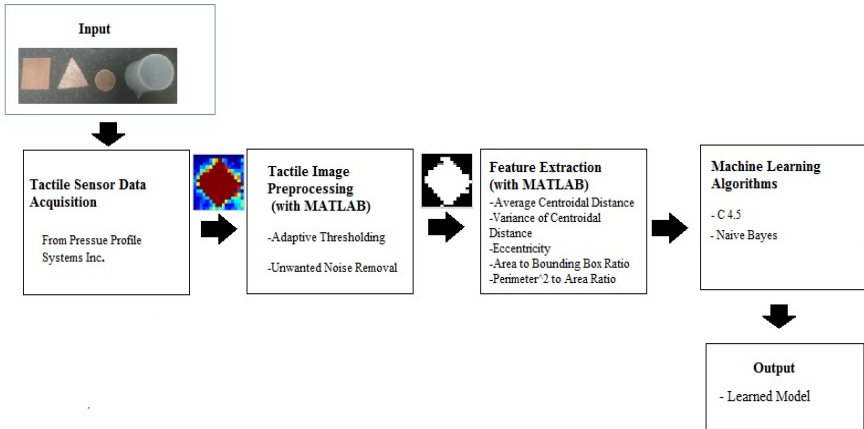 Input
Tactile Sensor Data
Acquisition
From Pressue Profile
Systems Inc.
Tactile Image
Preprocessing
(with MATLAB)
-Adaptive Thresholding
-Unwanted Noise Removal
Feature Extraction
(with MATLAB)
-Average Centroidal Distance
-Variance of Centroidal
Distance
-Eccentricity
-Area to Bounding Box Ratio
-Perimeter^2 to Area Ratio
Machine Learning
Algorithms
- C 4.5
- Naive Bayes
Output
- Learned Model